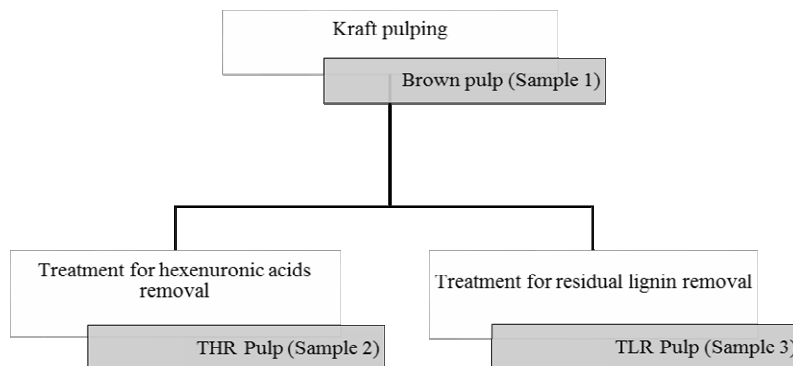 Kraft pulping
Brown pulp (Sample 1)
Treatment for hexenuronic acids
removal
Treatment for residual lignin removal
THR Pulp (Sample 2)
TLR Pulp (Sample 3)